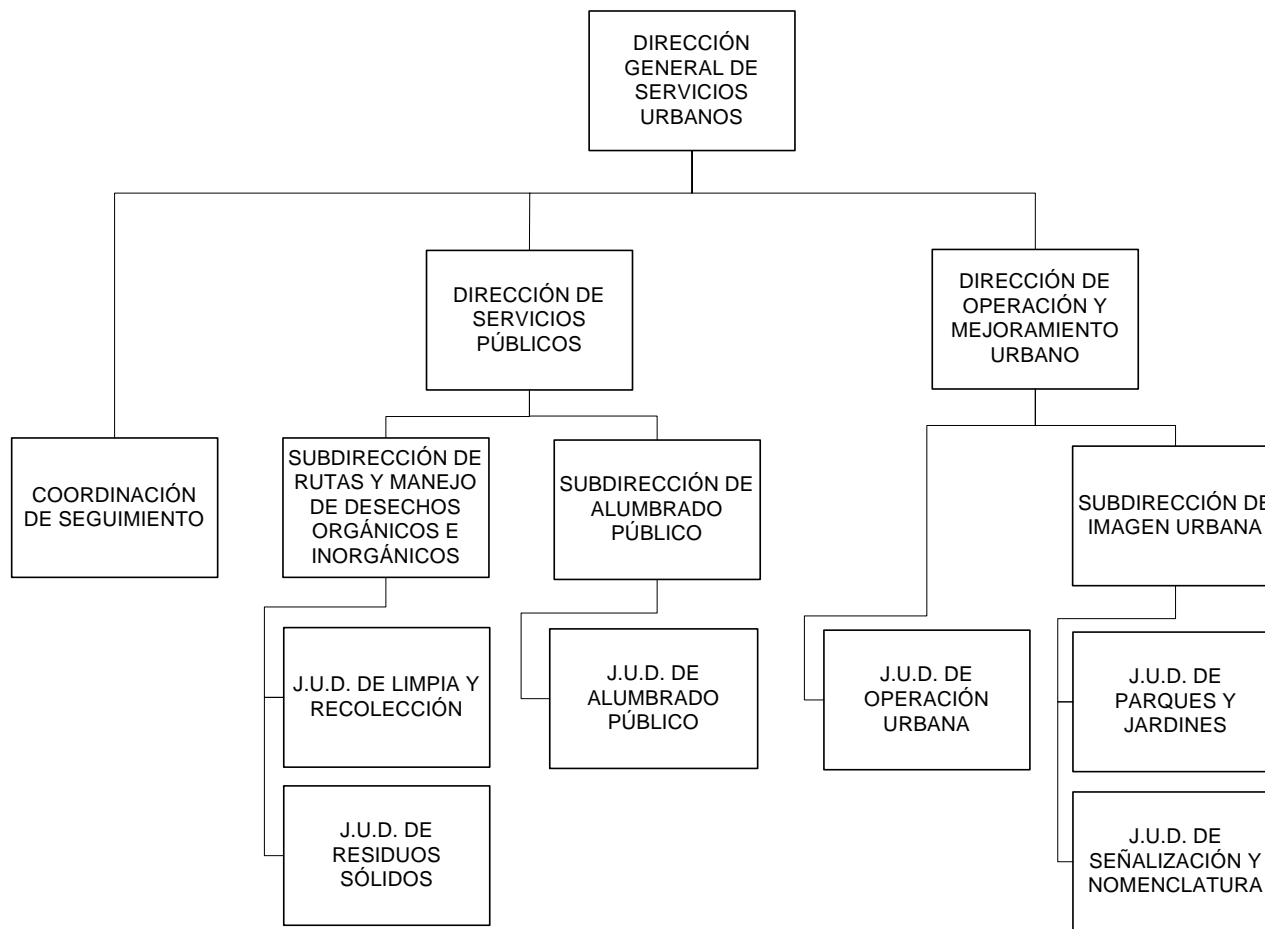 DIRECCIÓN
GENERAL DE
SERVICIOS
URBANOS
DIRECCIÓN DE
SERVICIOS
PÚBLICOS
DIRECCIÓN DE
OPERACIÓN Y
MEJORAMIENTO
URBANO
COORDINACIÓN
DE SEGUIMIENTO
SUBDIRECCIÓN DE
RUTAS Y MANEJO
DE DESECHOS
ORGÁNICOS E
INORGÁNICOS
SUBDIRECCIÓN DE
ALUMBRADO
PÚBLICO
SUBDIRECCIÓN DE
IMAGEN URBANA
J.U.D. DE LIMPIA Y
RECOLECCIÓN
J.U.D. DE
ALUMBRADO
PÚBLICO
J.U.D. DE
OPERACIÓN
URBANA
J.U.D. DE
PARQUES Y
JARDINES
J.U.D. DE
RESIDUOS
SÓLIDOS
J.U.D. DE
SEÑALIZACIÓN Y
NOMENCLATURA